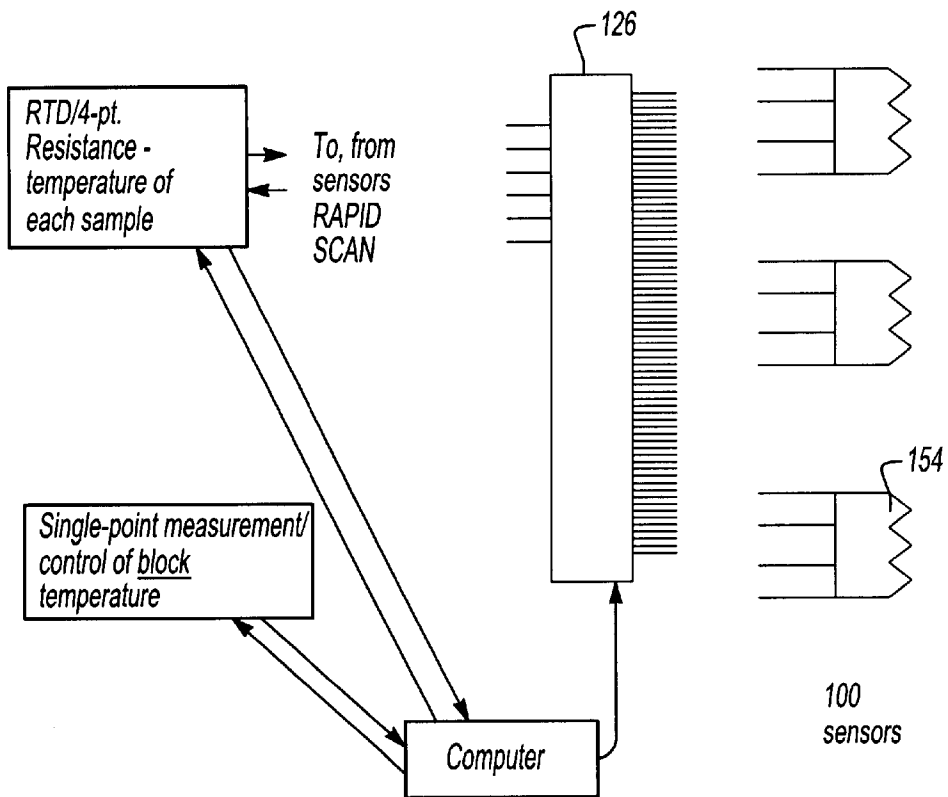 126
RTD/4-pt.
Resistance -
temperature of
each sample
To, from
sensors
RAPID
SCAN
154
Single-point measurement/
control of block
temperature
100
sensors
Computer